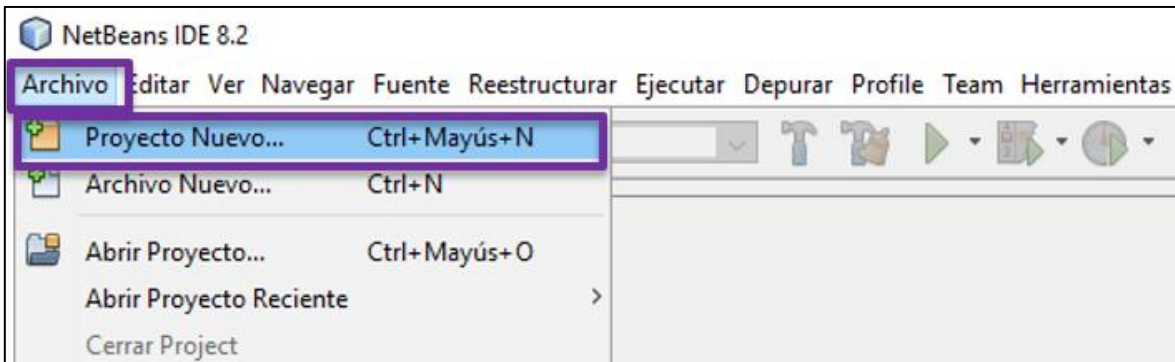 NetBeans IDE 8.2
Archivo Editar Ver Navegar Fuente Reestructurar Ejecutar Depurar Profile Team Herramientas
Proyecto Nuevo... Ctrl+Mayús+N
Archivo Nuevo... Ctrl+N
Abrir Proyecto... Ctrl+Mayús+O
Abrir Proyecto Reciente >
Cerrar Project